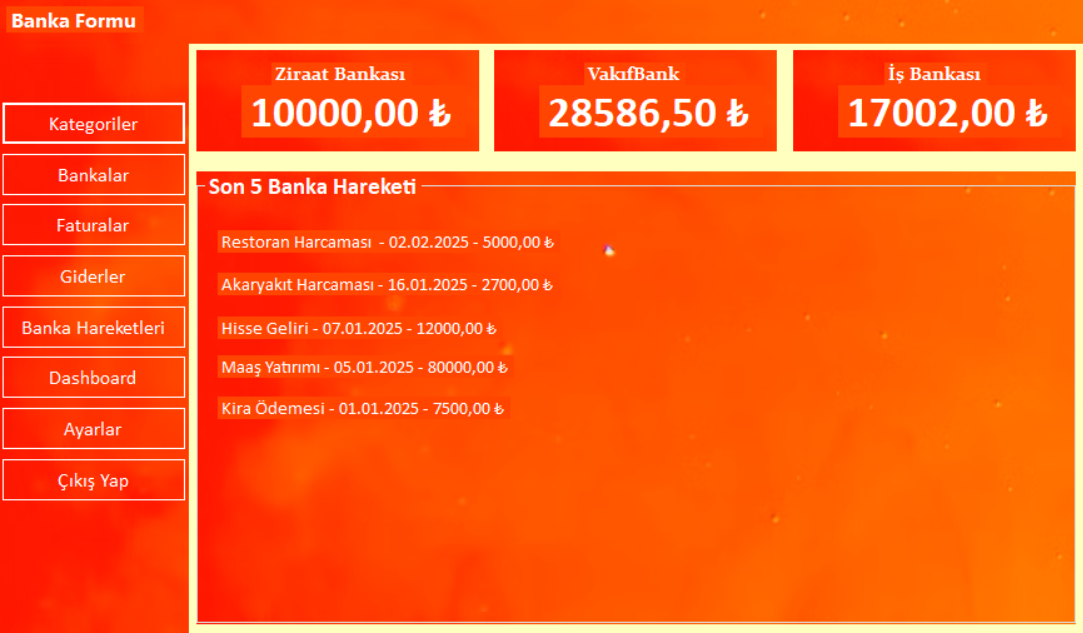 Banka Formu
Ziraat Bankası
10000,00 ₺
VakıfBank
28586,50 ₺
İş Bankası
17002,00 ₺
Kategoriler
Bankalar
Faturalar
Giderler
Banka Hareketleri
Dashboard
Ayarlar
Çıkış Yap
Son 5 Banka Hareketi
Restoran Harcaması - 02.02.2025 - 5000,00 ₺
Akaryakıt Harcaması - 16.01.2025 - 2700,00 ₺
Hisse Geliri - 07.01.2025 - 12000,00 ₺
Maaş Yatırımı - 05.01.2025 - 80000,00 ₺
Kira Ödemesi - 01.01.2025 - 7500,00 ₺